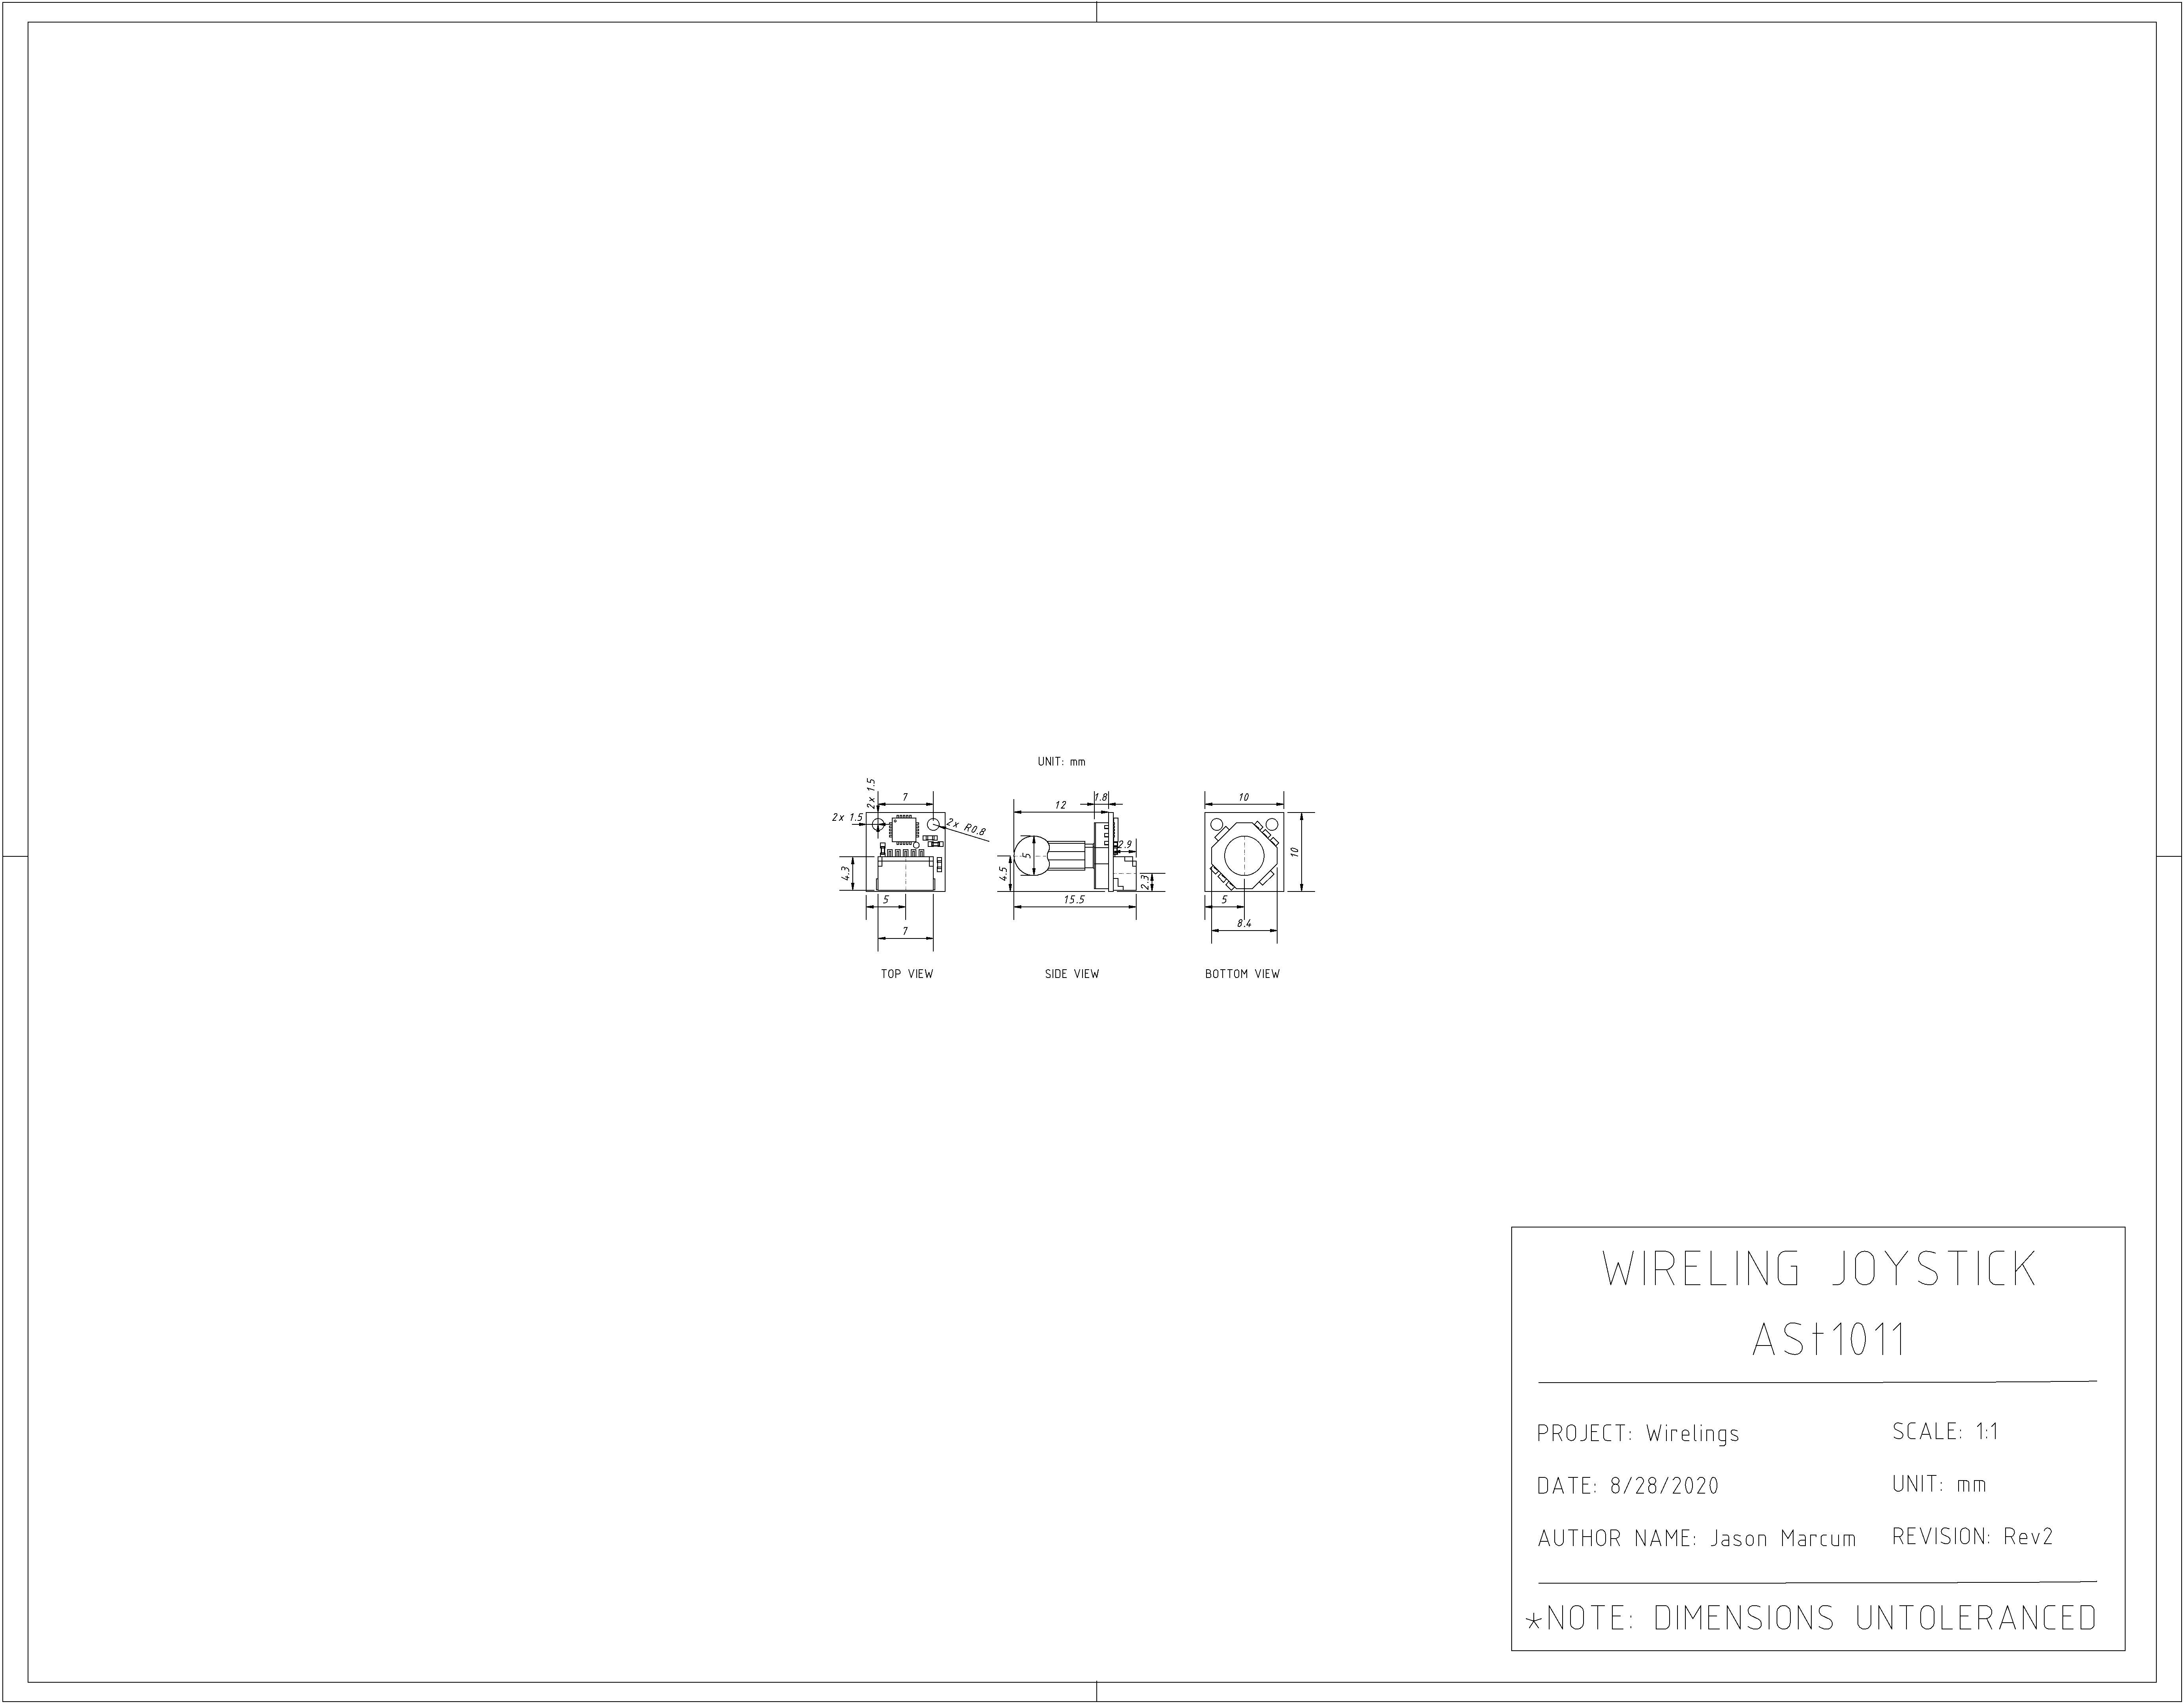 UNIT: mm
2x 1.5
7
2x 1.5
2x R0.8
4.3
5
7
TOP VIEW
12
1.8
5
2.9
4.5
2.3
15.5
SIDE VIEW
10
10
5
8.4
BOTTOM VIEW
WIRELING JOYSTICK
ASt1011
PROJECT: Wirelings
SCALE: 1:1
DATE: 8/28/2020
UNIT: mm
AUTHOR NAME: Jason Marcum
REVISION: Rev2
*NOTE: DIMENSIONS UNTOLERANCED